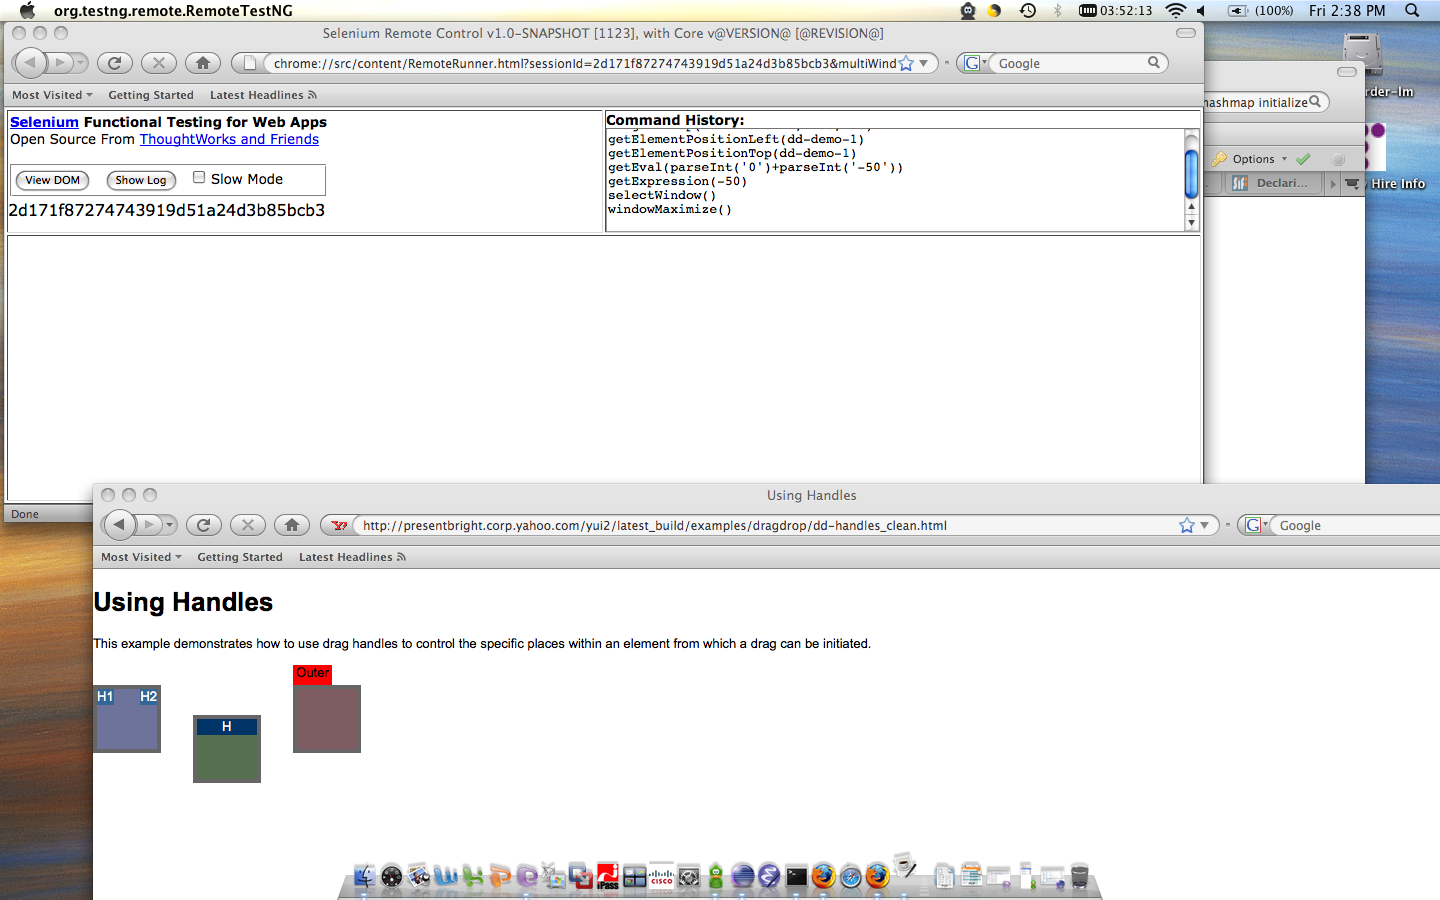 org.testng.remote.RemoteTestNG
03:52:13
(100%)
Fri 2:38 PM
Selenium Remote Control v1.0-SNAPSHOT [1123], with Core v@VERSION@ [@REVISION@]
chrome://src/content/RemoteRunner.html?sessionId=2d171f87274743919d51a24d3b85bcb3&multiWind
Google
Most Visited
Getting Started
Latest Headlines
hashmap initialize
rder-Im
Selenium Functional Testing for Web Apps
Open Source From ThoughtWorks and Friends
View DOM
Show Log
Slow Mode
2d171f87274743919d51a24d3b85bcb3
Command History:
getElementPositionLeft(dd-demo-1)
getElementPositionTop(dd-demo-1)
getEval(parseInt('0')+parseInt('-50'))
getExpression(-50)
selectWindow()
windowMaximize()
Options
Declari...
Hire Info
Done
Using Handles
http://presentbright.corp.yahoo.com/yui2/latest_build/examples/dragdrop/dd-handles_clean.html
Google
Most Visited
Getting Started
Latest Headlines
Using Handles
This example demonstrates how to use drag handles to control the specific places within an element from which a drag can be initiated.
Outer
H1
H2
H
iPass
CISCO